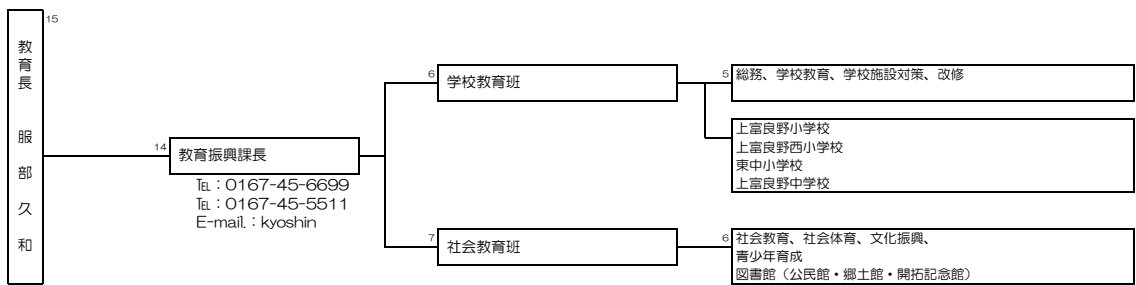 15
教育長 服部久和
14
教育振興課長
℡：0167-45-6699
℡：0167-45-5511
E-mail.：kyoshin
6
学校教育班
5
総務、学校教育、学校施設対策、改修
上富良野小学校
上富良野西小学校
東中小学校
上富良野中学校
7
社会教育班
6
社会教育、社会体育、文化振興、
青少年育成
図書館（公民館・郷土館・開拓記念館）